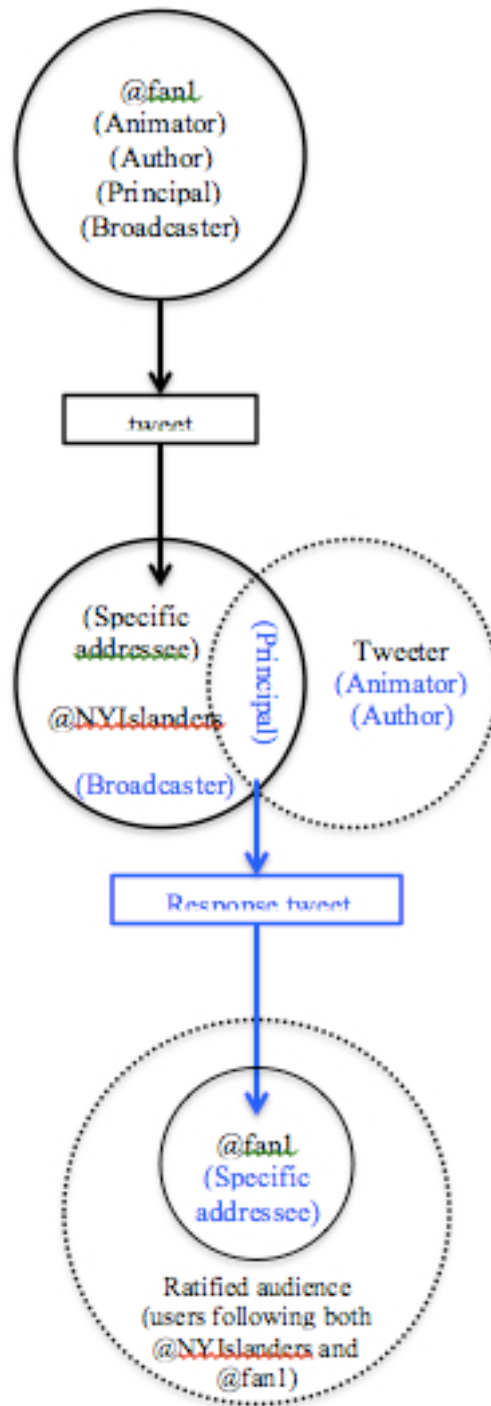 @fan1
(Animator)
(Author)
(Principal)
(Broadcaster)
tweet
(Specific
addressee)
@NYIslanders
(Broadcaster)
(Principal)
Tweeter
(Animator)
(Author)
Response tweet
@fan1
(Specific
addressee)
Ratified audience
(users following both
@NYIslanders and
@fan1)